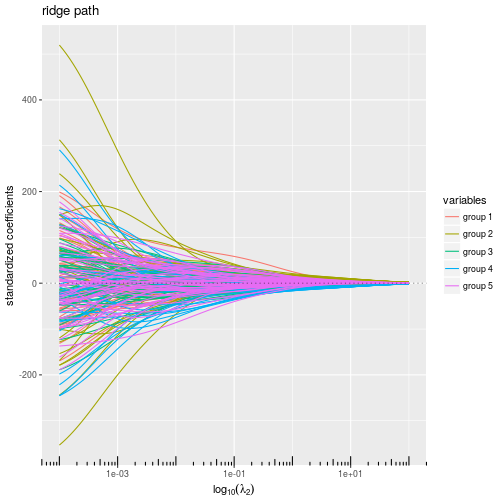 ridge path
standardized coefficients
400
200
0
-200
1e-03
1e-01
1e+01
log₁₀(λ₂)
variables
group 1
group 2
group 3
group 4
group 5